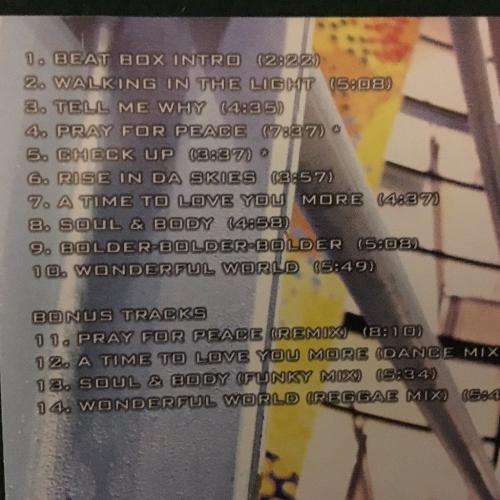 1. BEAT BOX INTRO (2:22)
2. WALKING IN THE LIGHT (5:08)
3. TELL ME WHY (4:35)
4. PRAY FOR PEACE (7:37) *
5. CHECK UP (3:37) *
6. RISE IN DA SKIES (3:57)
7. A TIME TO LOVE YOU MORE (4:37)
8. SOUL & BODY (4:58)
9. BOLDER-BOLDER-BOLDER (5:08)
10. WONDERFUL WORLD (5:49)
BONUS TRACKS
11. PRAY FOR PEACE (REMIX) (8:10)
12. A TIME TO LOVE YOU MORE (DANCE MIX
13. SOUL & BODY (FUNKY MIX) (5:34)
14. WONDERFUL WORLD (REGGAE MIX) (5:4